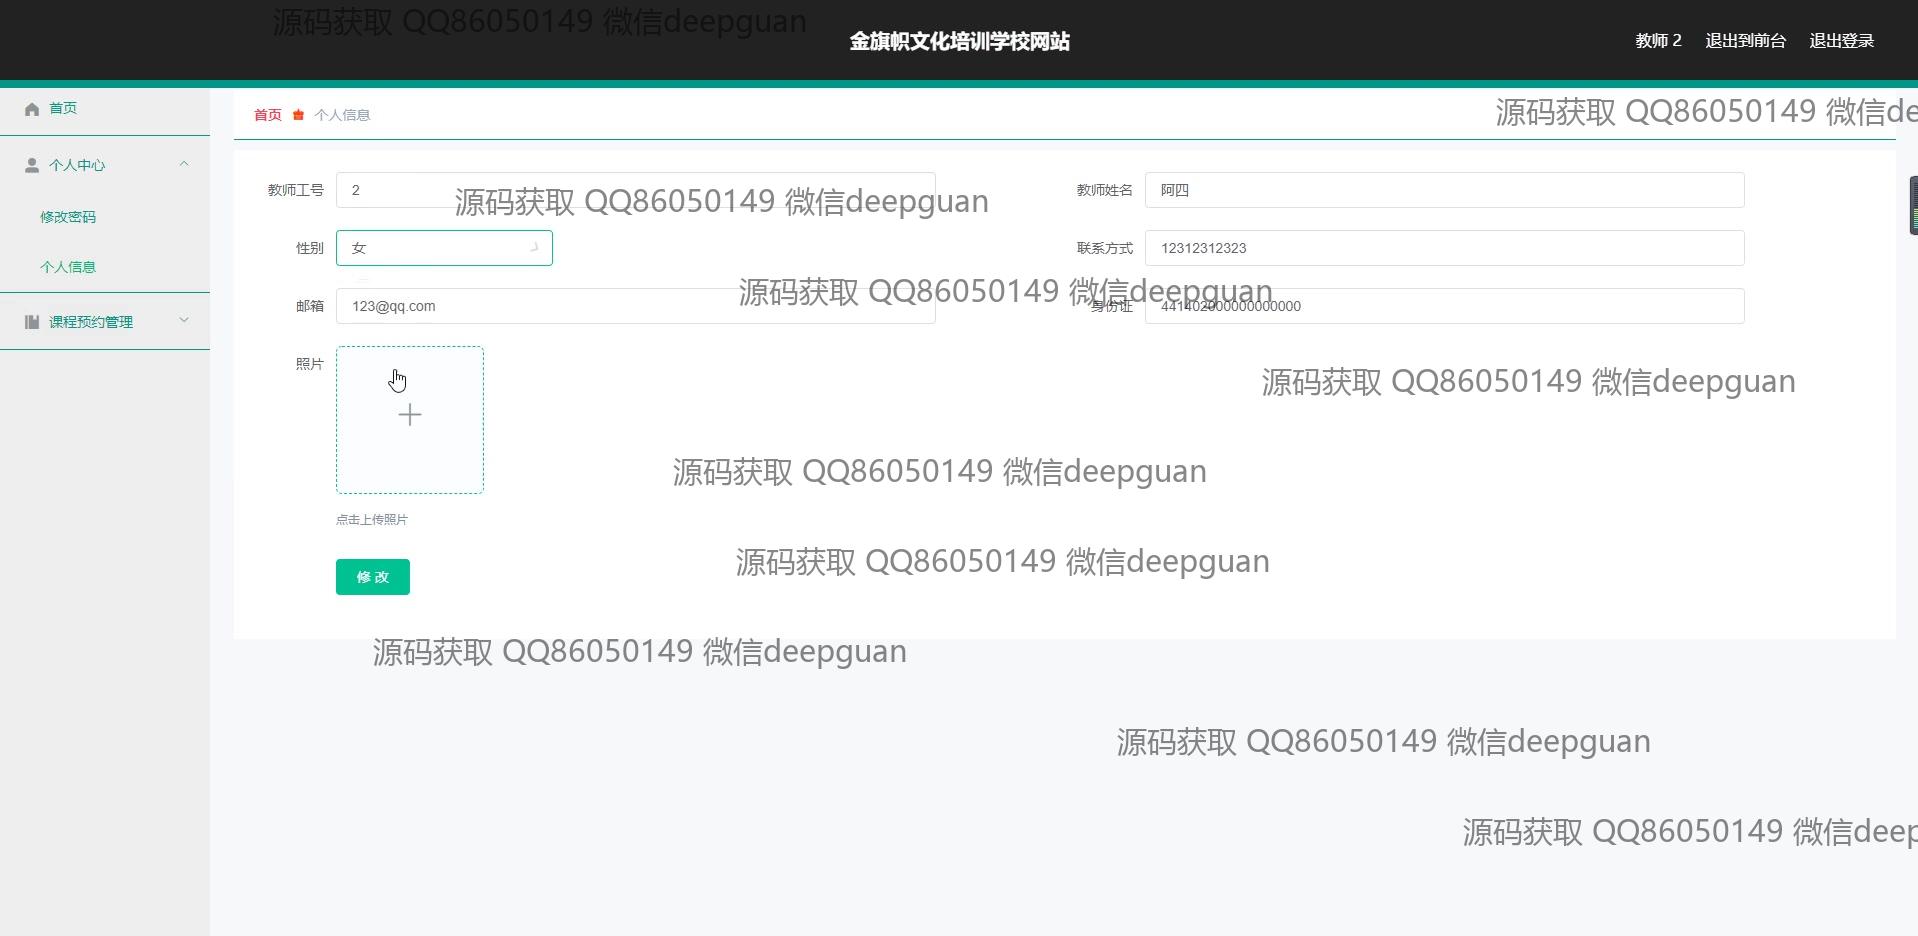 源码获取 QQ86050149 微信deepguan
金旗帜文化培训学校网站
教师 2 退出到前台 退出登录
首页
首页 个人信息
源码获取 QQ86050149 微信de
个人中心
修改密码
个人信息
课程预约管理
教师工号 2
教师姓名 阿四
源码获取 QQ86050149 微信deepguan
性别 女
联系方式 12312312323
源码获取 QQ86050149 微信deepguan
邮箱 123@qq.com
身份证 441402000000000000
照片
源码获取 QQ86050149 微信deepguan
源码获取 QQ86050149 微信deepguan
点击上传照片
源码获取 QQ86050149 微信deepguan
修改
源码获取 QQ86050149 微信deepguan
源码获取 QQ86050149 微信deepguan
源码获取 QQ86050149 微信deep